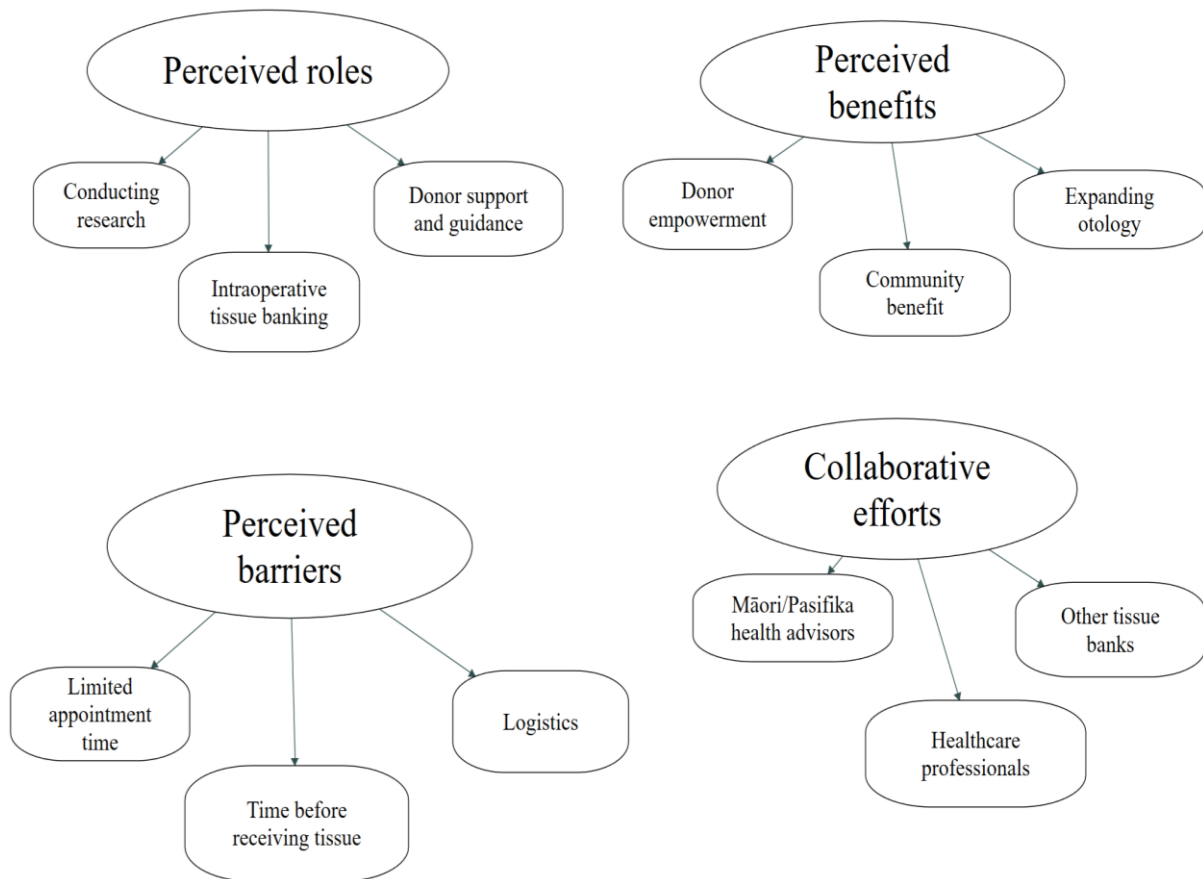 Perceived roles
Conducting
research
Intraoperative
tissue banking
Donor support
and guidance
Perceived
benefits
Donor
empowerment
Community
benefit
Expanding
otology
Perceived
barriers
Limited
appointment
time
Time before
receiving tissue
Logistics
Collaborative
efforts
Māori/Pasifika
health advisors
Healthcare
professionals
Other tissue
banks